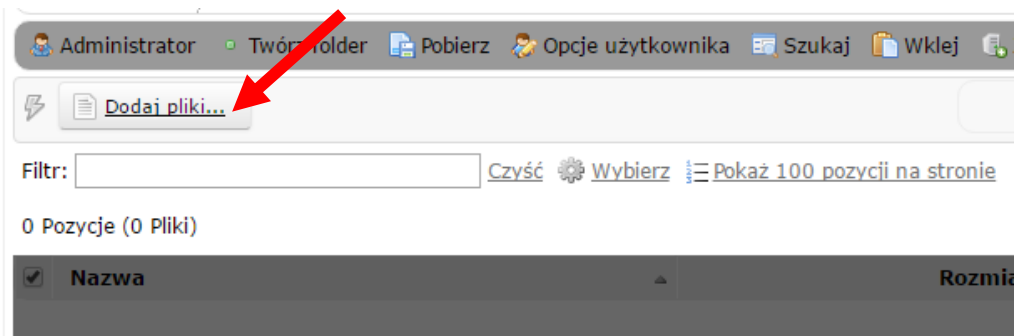 Administrator Twórz folder Pobierz Opcje użytkownika Szukaj Wklej
Dodaj pliki...
Filtr: Czyść Wybierz Pokaż 100 pozycji na stronie
0 Pozycje (0 Pliki)
Nazwa Rozmia